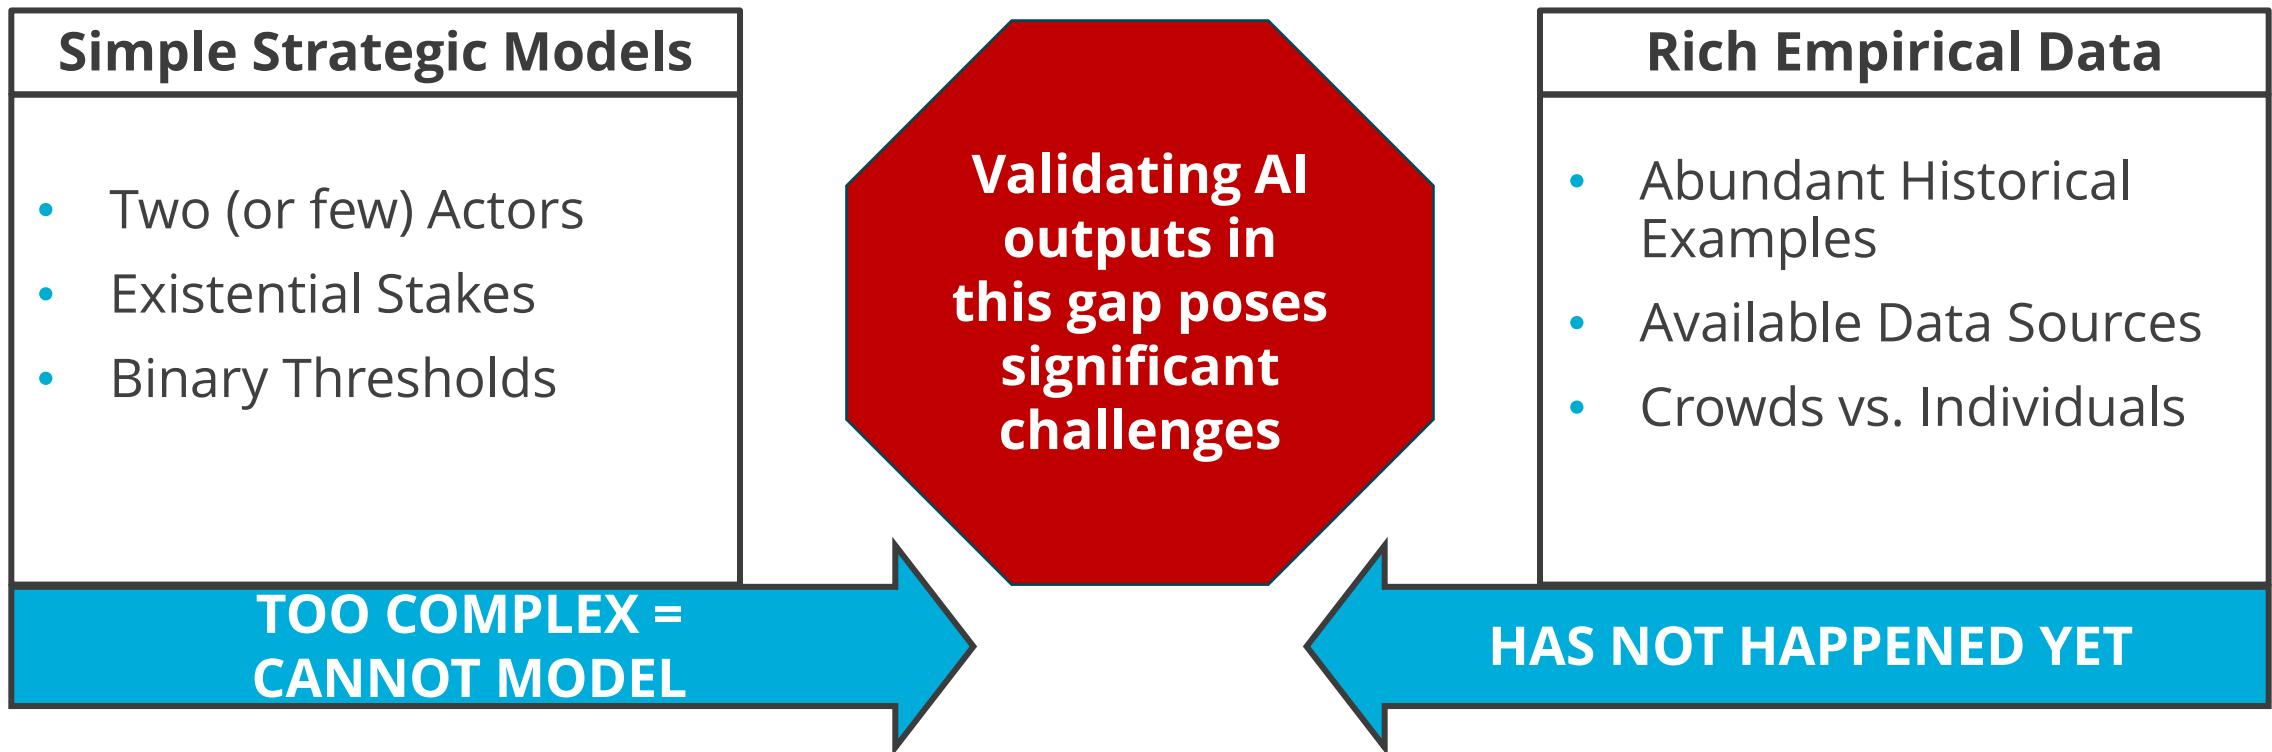 Simple Strategic Models
• Two (or few) Actors
• Existential Stakes
• Binary Thresholds
TOO COMPLEX =
CANNOT MODEL
Validating AI
outputs in
this gap poses
significant
challenges
Rich Empirical Data
• Abundant Historical
Examples
• Available Data Sources
• Crowds vs. Individuals
HAS NOT HAPPENED YET